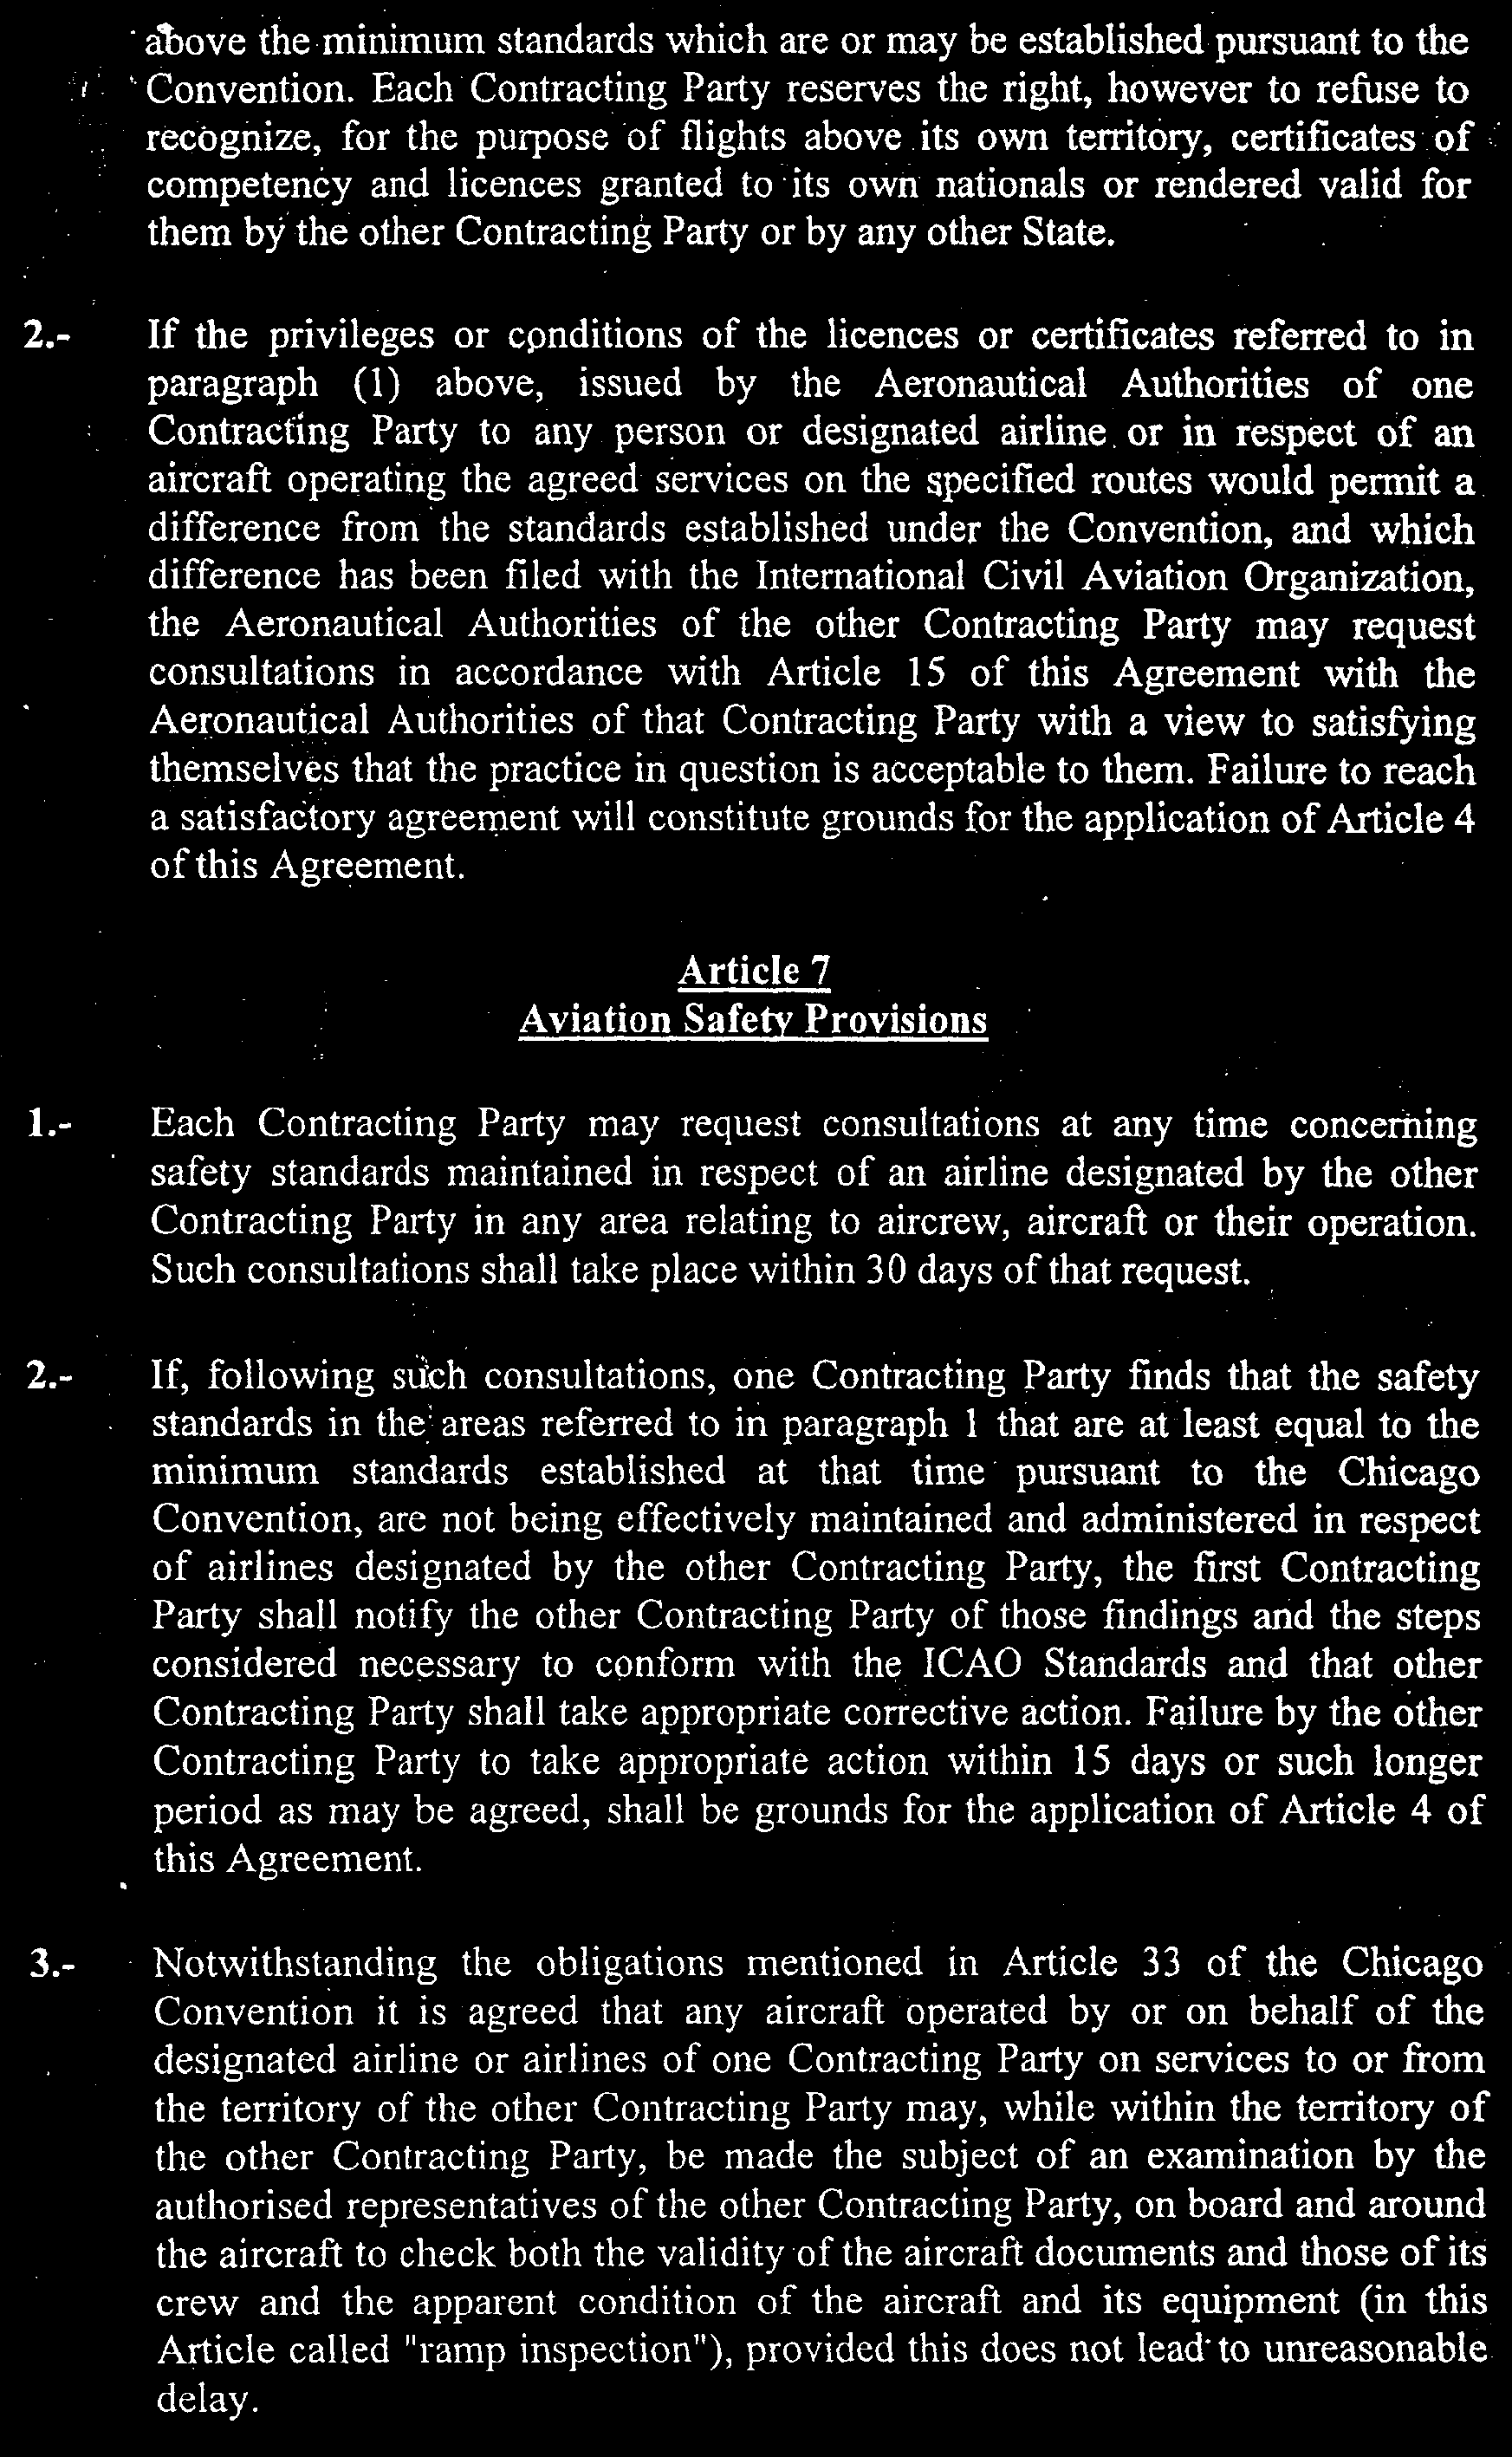 above the minimum standards which are or may be established pursuant to the
Convention. Each Contracting Party reserves the right, however to refuse to
recognize, for the purpose of flights above its own territory, certificates of
competency and licences granted to its own nationals or rendered valid for
them by the other Contracting Party or by any other State.
2.- If the privileges or conditions of the licences or certificates referred to in
paragraph (1) above, issued by the Aeronautical Authorities of one
Contracting Party to any person or designated airline or in respect of an
aircraft operating the agreed services on the specified routes would permit a
difference from the standards established under the Convention, and which
difference has been filed with the International Civil Aviation Organization,
the Aeronautical Authorities of the other Contracting Party may request
consultations in accordance with Article 15 of this Agreement with the
Aeronautical Authorities of that Contracting Party with a view to satisfying
themselves that the practice in question is acceptable to them. Failure to reach
a satisfactory agreement will constitute grounds for the application of Article 4
of this Agreement.
Article 7
Aviation Safety Provisions
1.- Each Contracting Party may request consultations at any time concerning
safety standards maintained in respect of an airline designated by the other
Contracting Party in any area relating to aircrew, aircraft or their operation.
Such consultations shall take place within 30 days of that request.
2.- If, following such consultations, one Contracting Party finds that the safety
standards in the areas referred to in paragraph 1 that are at least equal to the
minimum standards established at that time pursuant to the Chicago
Convention, are not being effectively maintained and administered in respect
of airlines designated by the other Contracting Party, the first Contracting
Party shall notify the other Contracting Party of those findings and the steps
considered necessary to conform with the ICAO Standards and that other
Contracting Party shall take appropriate corrective action. Failure by the other
Contracting Party to take appropriate action within 15 days or such longer
period as may be agreed, shall be grounds for the application of Article 4 of
this Agreement.
3.- Notwithstanding the obligations mentioned in Article 33 of the Chicago
Convention it is agreed that any aircraft operated by or on behalf of the
designated airline or airlines of one Contracting Party on services to or from
the territory of the other Contracting Party may, while within the territory of
the other Contracting Party, be made the subject of an examination by the
authorised representatives of the other Contracting Party, on board and around
the aircraft to check both the validity of the aircraft documents and those of its
crew and the apparent condition of the aircraft and its equipment (in this
Article called "ramp inspection"), provided this does not lead to unreasonable
delay.